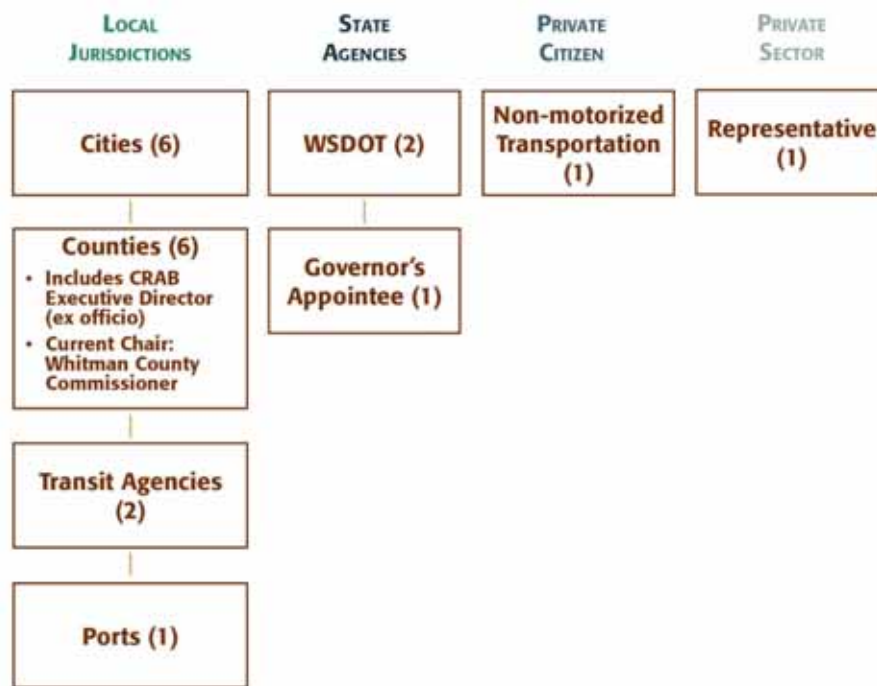 LOCAL
JURISDICTIONS
STATE
AGENCIES
PRIVATE
CITIZEN
PRIVATE
SECTOR
Cities (6)
Counties (6)
• Includes CRAB
Executive Director
(ex officio)
• Current Chair:
Whitman County
Commissioner
Transit Agencies
(2)
Ports (1)
WSDOT (2)
Governor's
Appointee (1)
Non-motorized
Transportation
(1)
Representative
(1)